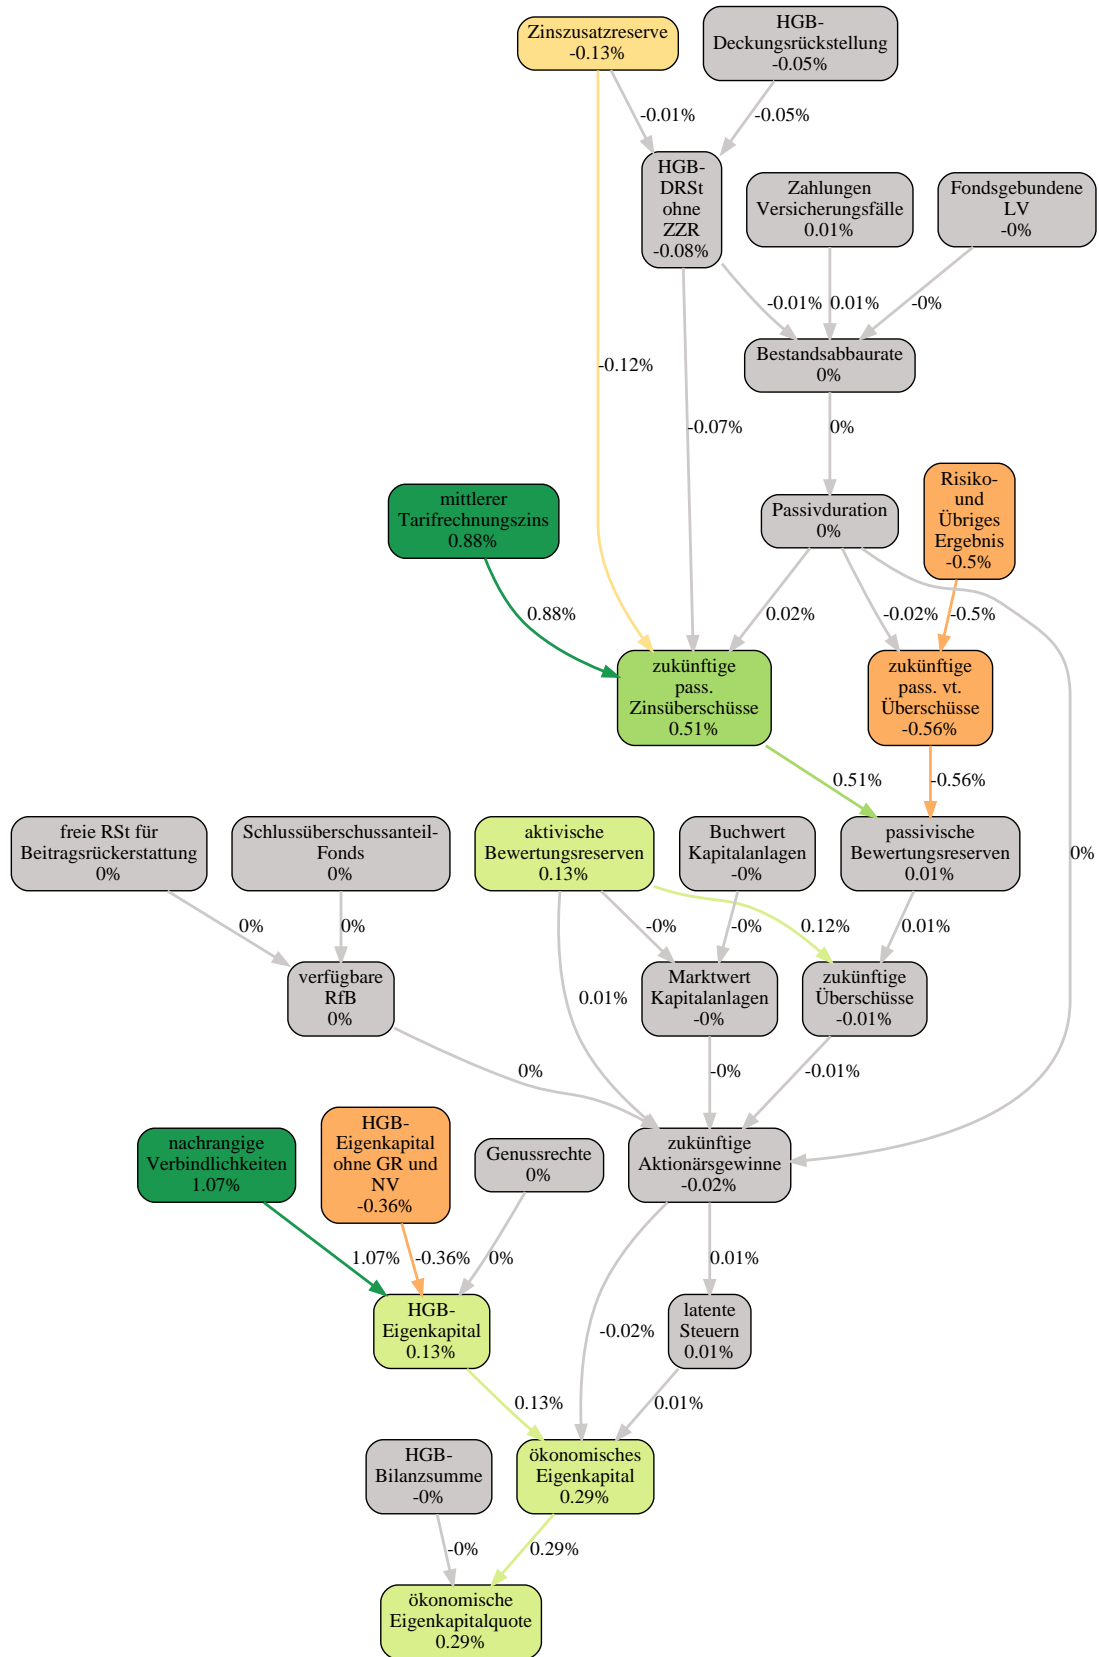 Zinszusatzreserve
-0.13%
HGB-
Deckungsrückstellung
-0.05%
-0.01%
-0.05%
HGB-
DRSt
ohne
ZZR
-0.08%
Zahlungen
Versicherungsfälle
0.01%
Fondsgebundene
LV
-0%
-0.01%
0.01%
-0%
Bestandsabbaurate
0%
-0.12%
-0.07%
0%
mittlerer
Tarifrechnungszins
0.88%
Passivduration
0%
Risiko-
und
Übriges
Ergebnis
-0.5%
0.88%
0.02%
-0.02%
-0.5%
zukünftige
pass.
Zinsüberschüsse
0.51%
zukünftige
pass. vt.
Überschüsse
-0.56%
0.51%
-0.56%
0%
freie RSt für
Beitragsrückerstattung
0%
Schlussüberschussanteil-
Fonds
0%
aktivische
Bewertungsreserven
0.13%
Buchwert
Kapitalanlagen
-0%
passivische
Bewertungsreserven
0.01%
0%
0%
-0%
-0%
0.12%
0.01%
verfügbare
RfB
0%
0.01%
Marktwert
Kapitalanlagen
-0%
zukünftige
Überschüsse
-0.01%
0%
-0%
-0.01%
nachrangige
Verbindlichkeiten
1.07%
HGB-
Eigenkapital
ohne GR und
NV
-0.36%
Genussrechte
0%
zukünftige
Aktionärsgewinne
-0.02%
1.07%
-0.36%
0%
0.01%
HGB-
Eigenkapital
0.13%
-0.02%
latente
Steuern
0.01%
0.13%
0.01%
HGB-
Bilanzsumme
-0%
ökonomisches
Eigenkapital
0.29%
-0%
0.29%
ökonomische
Eigenkapitalquote
0.29%